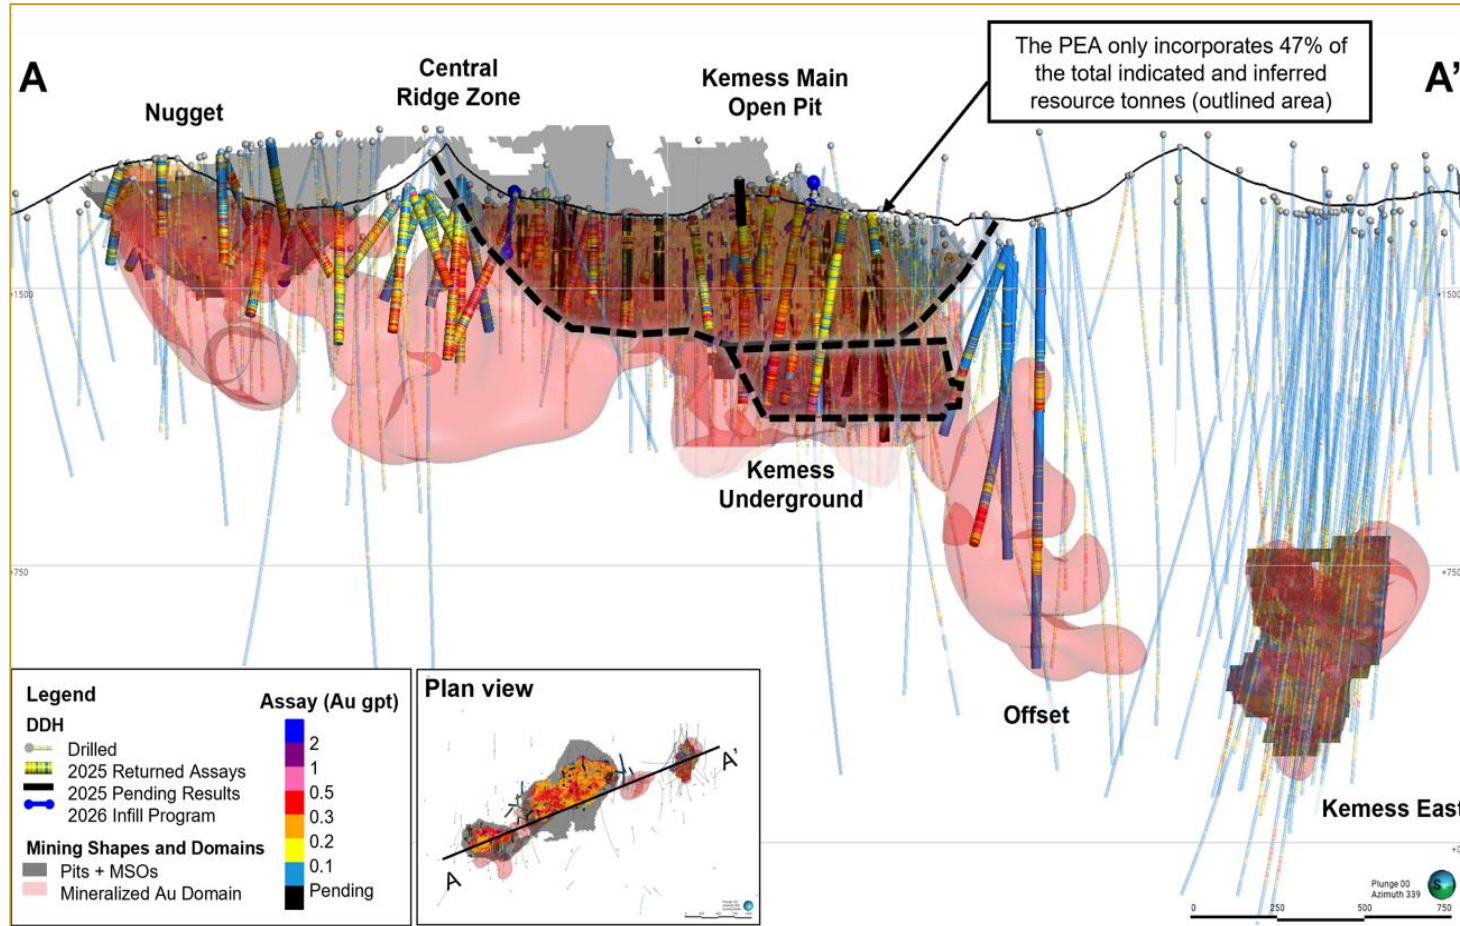 A
Nugget
Central
Ridge Zone
Kemess Main
Open Pit
The PEA only incorporates 47% of
the total indicated and inferred
resource tonnes (outlined area)
A'
+1500
+1500
Kemess
Underground
+750
+750
Offset
Kemess East
Legend
DDH
Drilled
2025 Returned Assays
2025 Pending Results
2026 Infill Program
Mining Shapes and Domains
Pits + MSOs
Mineralized Au Domain
Assay (Au gpt)
2
1
0.5
0.3
0.2
0.1
Pending
Plan view
A
A'
Plunge 00
Azimuth 339
S
0
250
500
750